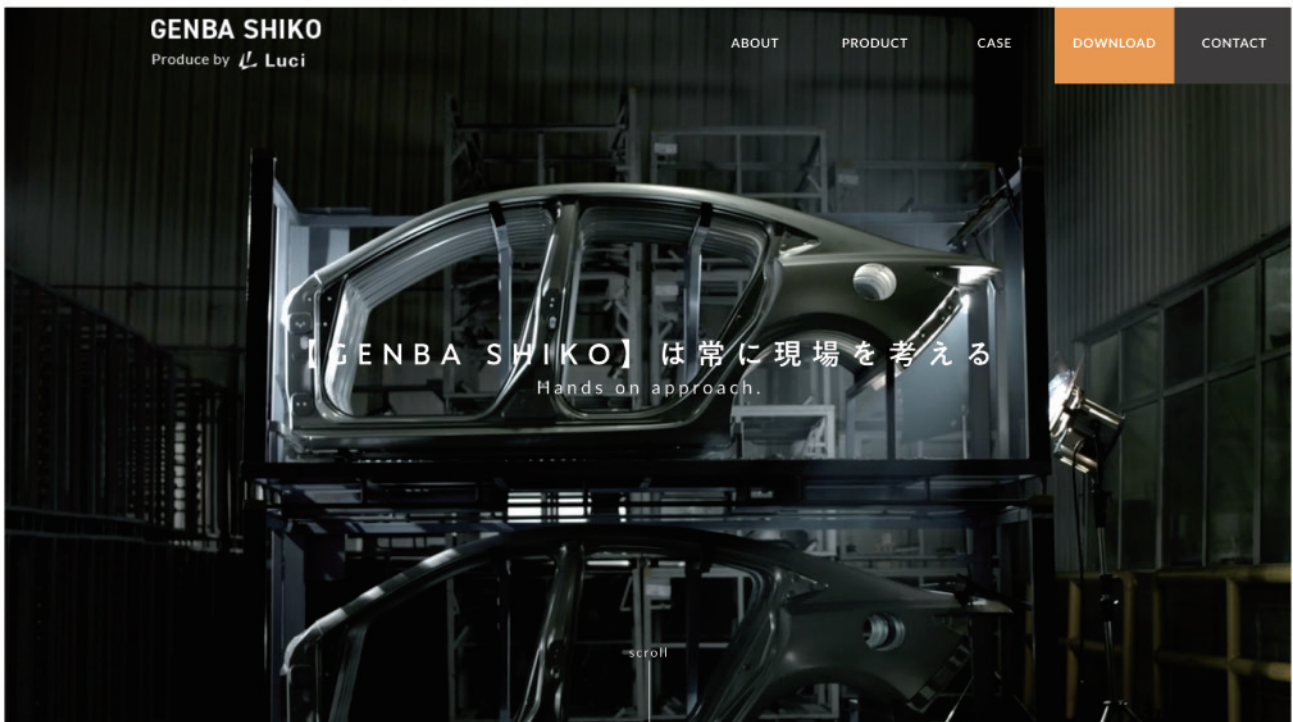 GENBA SHIKO
Produce by Luci
ABOUT
PRODUCT
CASE
DOWNLOAD
CONTACT
【GENBA SHIKO】は常に現場を考える
Hands on approach.
scroll